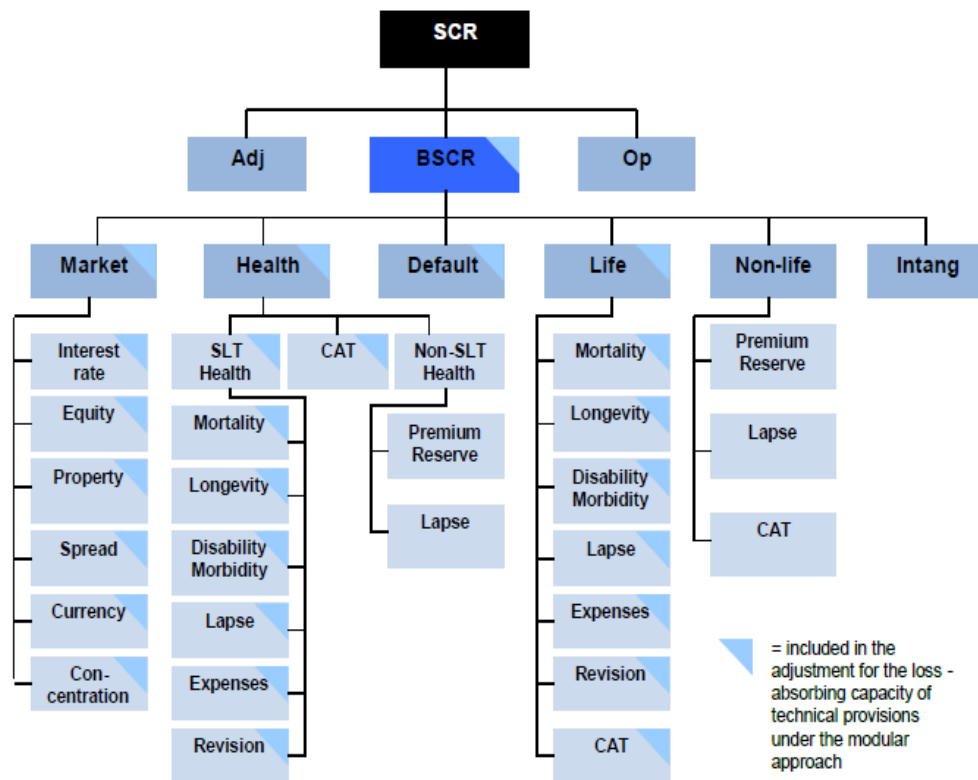 SCR
Adj
BSCR
Op
Market
Health
Default
Life
Non-life
Intang
Interest
rate
Equity
Property
Spread
Currency
Con-
centration
SLT
Health
CAT
Non-SLT
Health
Mortality
Longevity
Disability
Morbidity
Lapse
Expenses
Revision
Premium
Reserve
Lapse
Mortality
Longevity
Disability
Morbidity
Lapse
Expenses
Revision
CAT
Premium
Reserve
Lapse
CAT
= included in the
adjustment for the loss -
absorbing capacity of
technical provisions
under the modular
approach